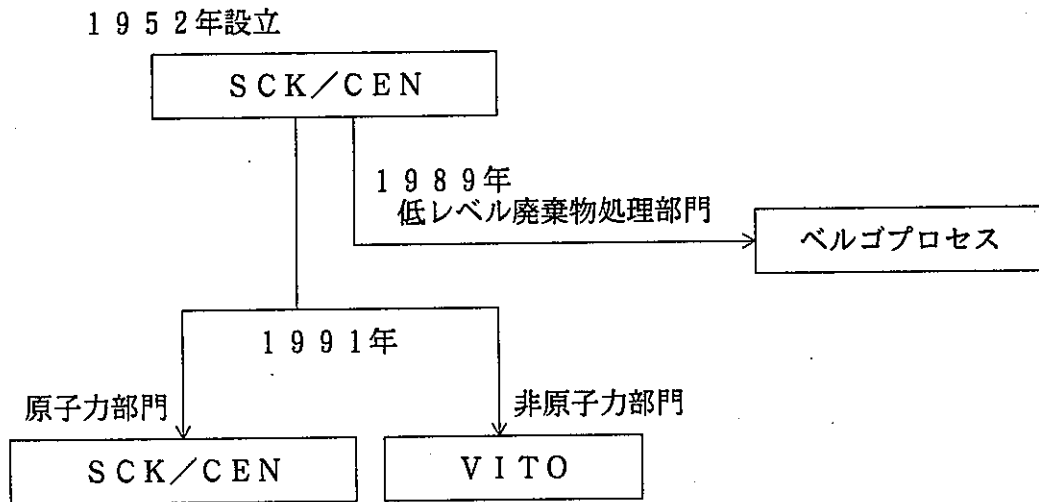 １９５２年設立
ＳＣＫ／ＣＥＮ
１９８９年
低レベル廃棄物処理部門
ベルゴプロセス
１９９１年
原子力部門
非原子力部門
ＳＣＫ／ＣＥＮ
ＶＩＴＯ